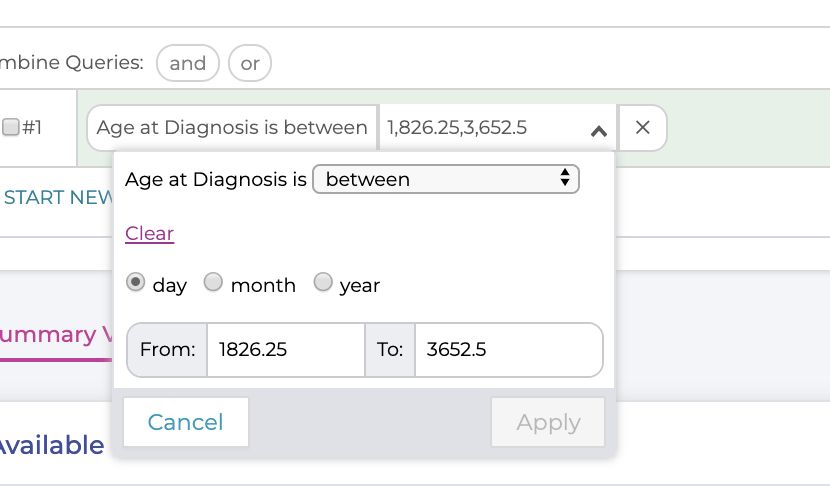 mbine Queries: and or
#1 Age at Diagnosis is between 1,826.25,3,652.5
START NEW
Age at Diagnosis is between
Clear
day month year
From: 1826.25 To: 3652.5
ummary V
Cancel Apply
Available